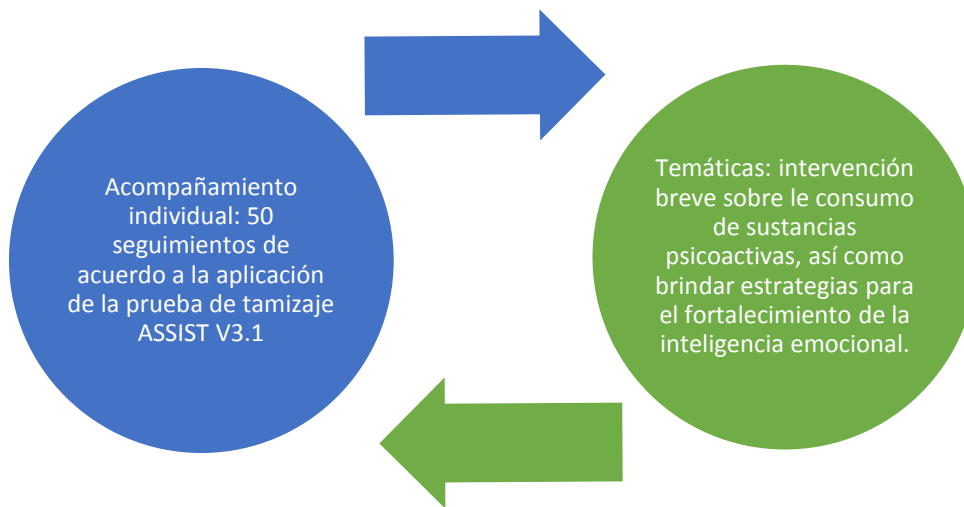 Acompañamiento
individual: 50
seguimientos de
acuerdo a la aplicación
de la prueba de tamizaje
ASSIST V3.1
Temáticas: intervención
breve sobre le consumo
de sustancias
psicoactivas, así como
brindar estrategias para
el fortalecimiento de la
inteligencia emocional.